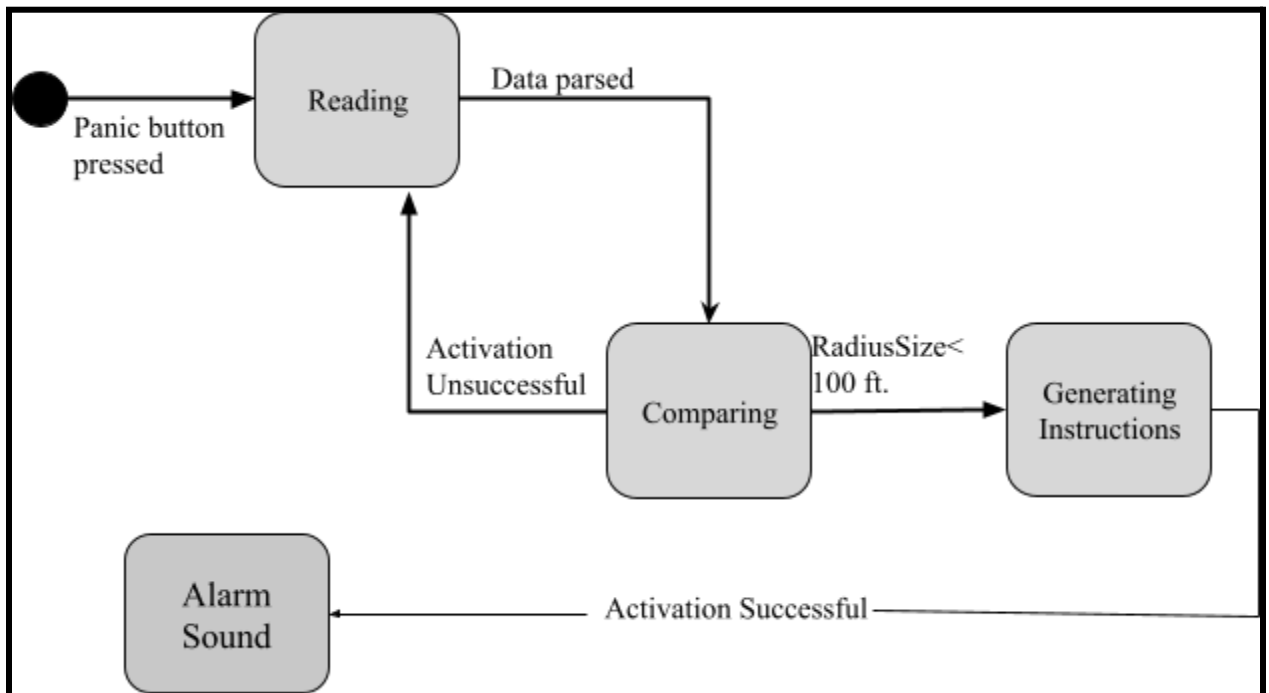 Reading
Data parsed
Panic button
pressed
Activation
Unsuccessful
Comparing
RadiusSize<
100 ft.
Generating
Instructions
Alarm
Sound
Activation Successful